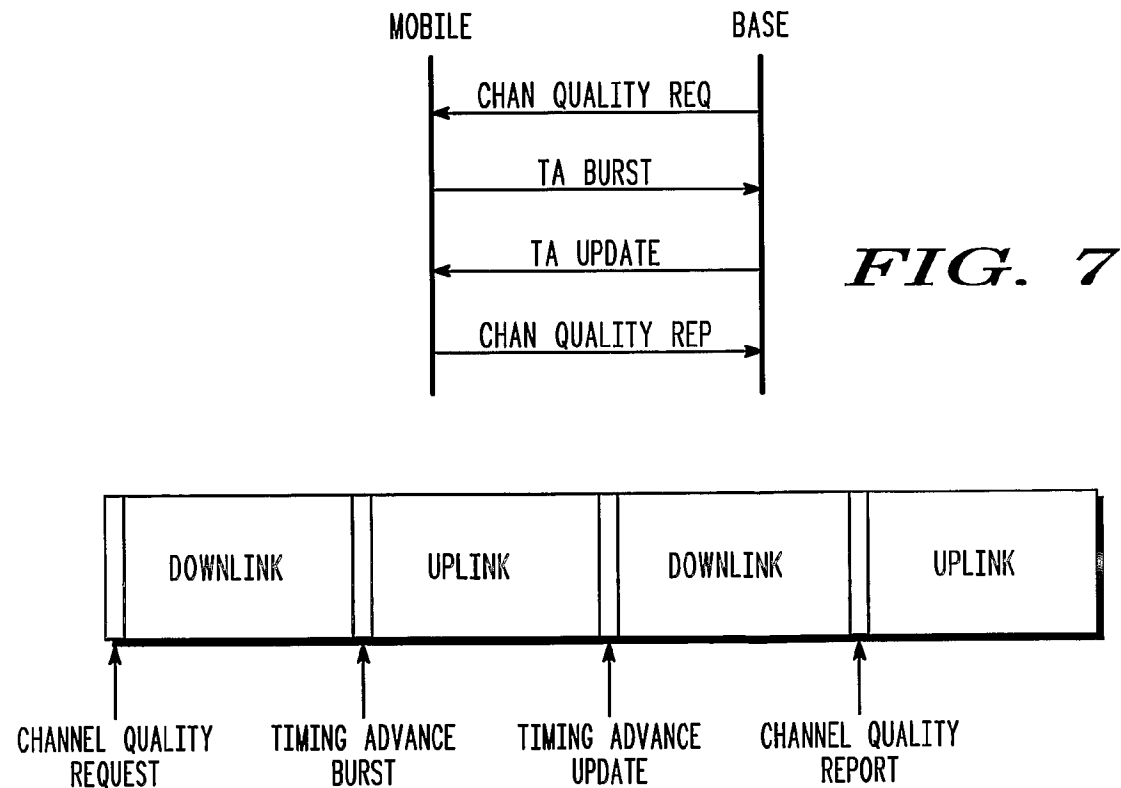 MOBILE
BASE
CHAN QUALITY REQ
TA BURST
TA UPDATE
FIG. 7
CHAN QUALITY REP
DOWNLINK
UPLINK
DOWNLINK
UPLINK
CHANNEL QUALITY
REQUEST
TIMING ADVANCE
BURST
TIMING ADVANCE
UPDATE
CHANNEL QUALITY
REPORT